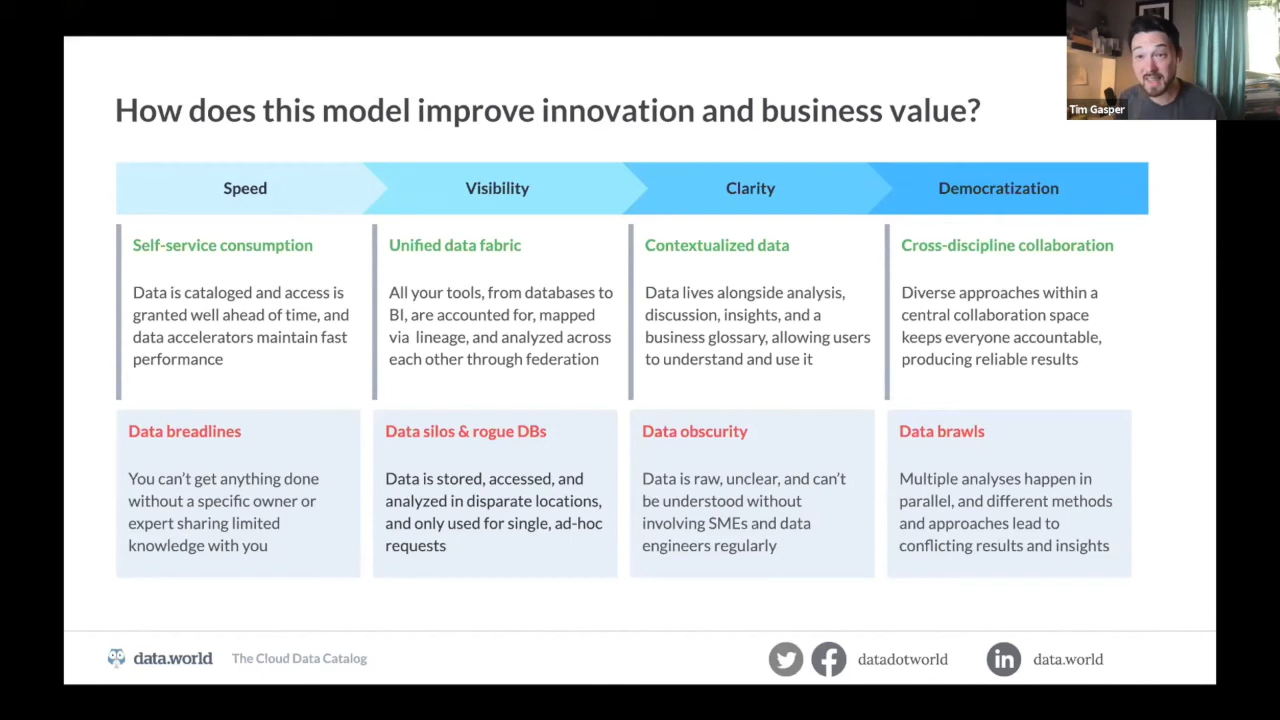 How does this model improve innovation and business value?
Tim Gasper
Speed
Visibility
Clarity
Democratization
Self-service consumption
Data is cataloged and access is
granted well ahead of time, and
data accelerators maintain fast
performance
Unified data fabric
All your tools, from databases to
BI, are accounted for, mapped
via lineage, and analyzed across
each other through federation
Contextualized data
Data lives alongside analysis,
discussion, insights, and a
business glossary, allowing users
to understand and use it
Cross-discipline collaboration
Diverse approaches within a
central collaboration space
keeps everyone accountable,
producing reliable results
Data breadlines
You can't get anything done
without a specific owner or
expert sharing limited
knowledge with you
Data silos & rogue DBs
Data is stored, accessed, and
analyzed in disparate locations,
and only used for single, ad-hoc
requests
Data obscurity
Data is raw, unclear, and can't
be understood without
involving SMEs and data
engineers regularly
Data brawls
Multiple analyses happen in
parallel, and different methods
and approaches lead to
conflicting results and insights
data.world
The Cloud Data Catalog
datadotworld
in
data.world